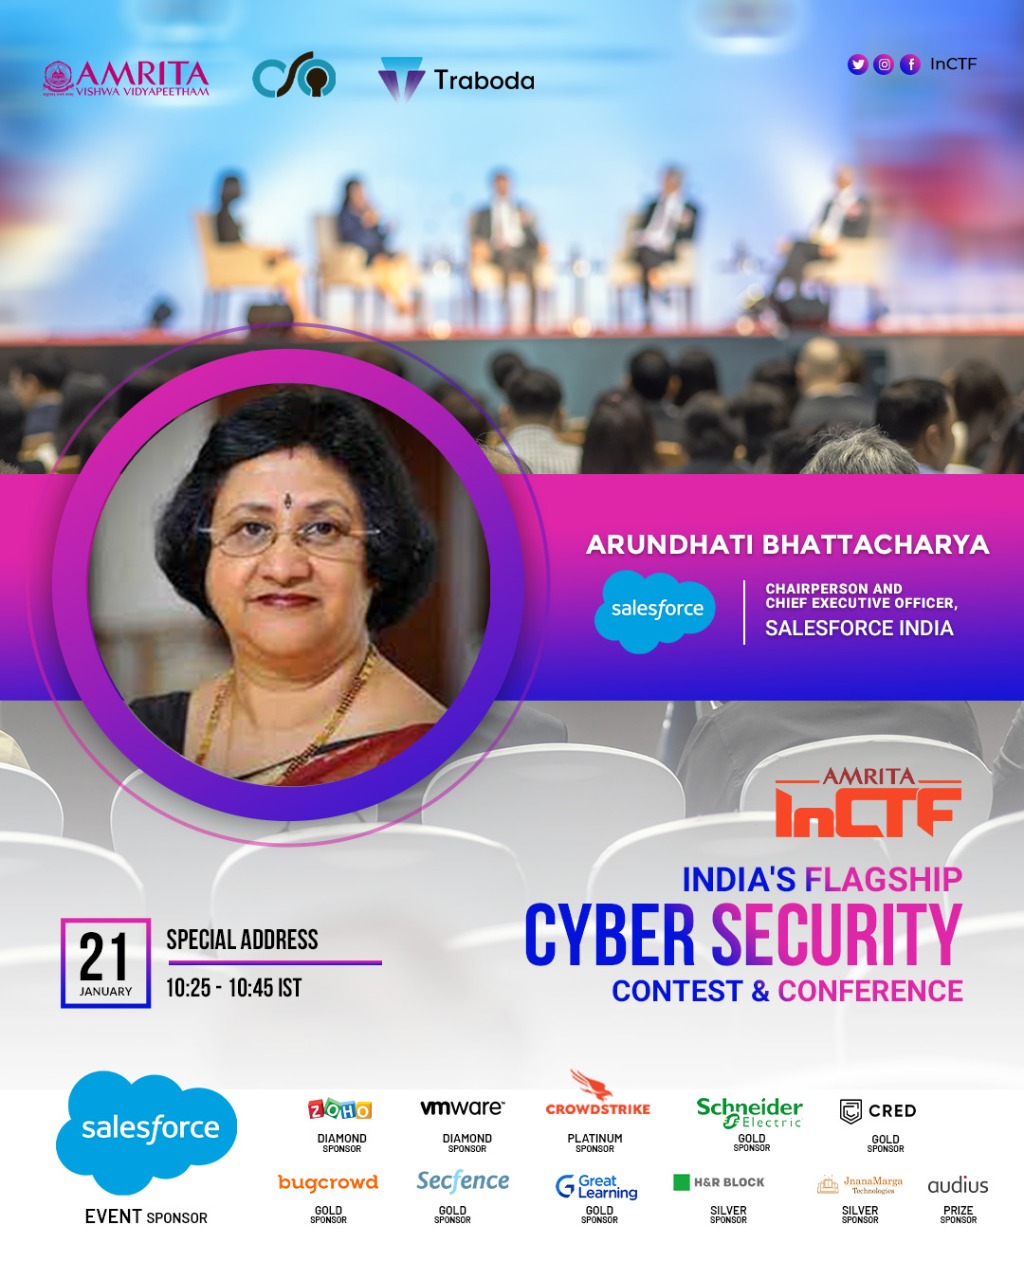 AMRITA
VISHWA VIDYAPEETHAM
Traboda
InCTF
ARUNDHATI BHATTACHARYA
salesforce
CHAIRPERSON AND
CHIEF EXECUTIVE OFFICER,
SALESFORCE INDIA
AMRITA
InCTF
INDIA'S FLAGSHIP
CYBER SECURITY
CONTEST & CONFERENCE
21
JANUARY
SPECIAL ADDRESS
10:25 - 10:45 IST
salesforce
EVENT SPONSOR
ZOHO
DIAMOND
SPONSOR
vmware
DIAMOND
SPONSOR
CROWDSTRIKE
PLATINUM
SPONSOR
Schneider
Electric
GOLD
SPONSOR
CRED
GOLD
SPONSOR
bugcrowd
GOLD
SPONSOR
Secfence
GOLD
SPONSOR
Great
Learning
GOLD
SPONSOR
H&R BLOCK
SILVER
SPONSOR
JnanaMarga
Technologies
SILVER
SPONSOR
audius
PRIZE
SPONSOR